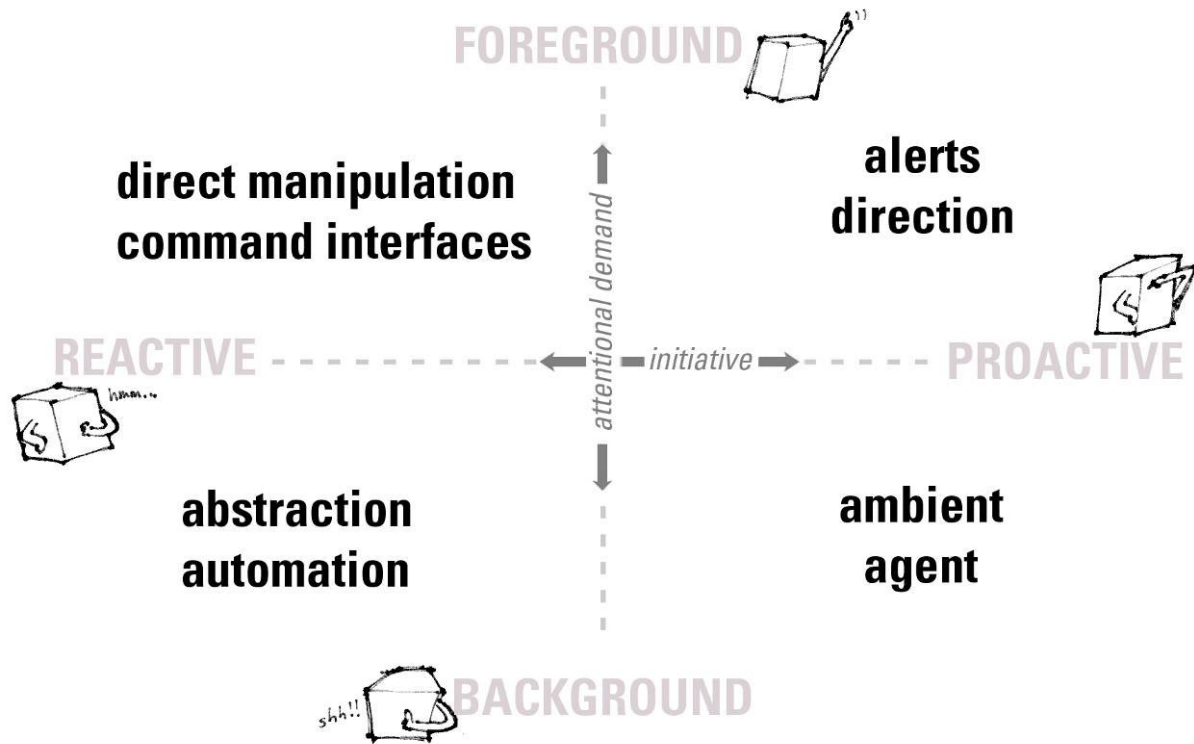 FOREGROUND
direct manipulation
command interfaces
alerts
direction
attentional demand
REACTIVE
initiative
PROACTIVE
hmm...
abstraction
automation
ambient
agent
shh!!
BACKGROUND